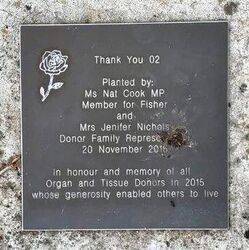 Thank You 02
Planted by:
Ms Nat Cook MP
Member for Fisher
and
Mrs Jenifer Nichols
Donor Family
20 November
In honour and memory of all
Organ and Tissue Donors in 2015
whose generosity enabled others to live